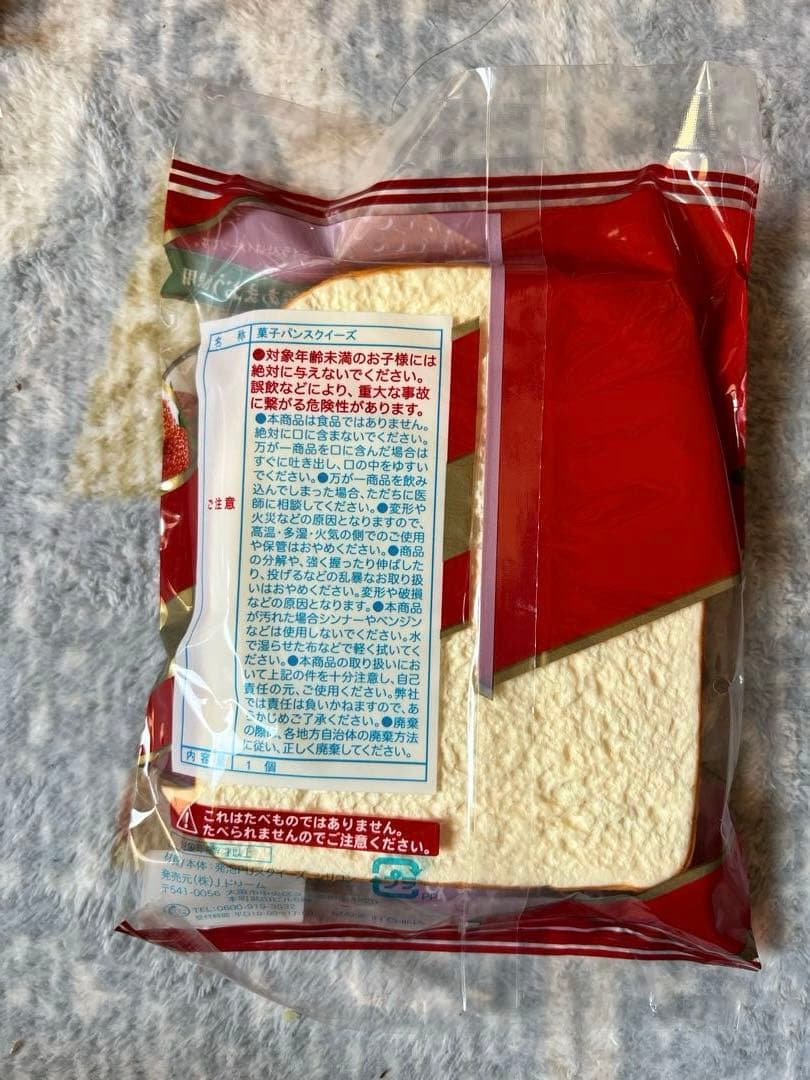 名 称 菓子パンスクイーズ
ご注意
●対象年齢未満のお子様には
絶対に与えないでください。
誤飲などにより、重大な事故
に繋がる危険性があります。
●本商品は食品ではありません。
絶対に口に含まないでください。
万が一商品を口に含んだ場合は
すぐに吐き出し、口の中をゆすい
でください。●万が一商品を飲み
込んでしまった場合、ただちに医
師に相談してください。●変形や
火災などの原因となりますので、
高温・多湿・火気の側でのご使用
や保管はおやめください。●商品
の分解や、強く握ったり伸ばした
り、投げるなどの乱暴なお取り扱
いはおやめください。変形や破損
などの原因となります。●本商品
が汚れた場合シンナーやベンジン
などは使用しないでください。水
で湿らせた布などで軽く拭いてく
ださい。●本商品の取り扱いにお
いて上記の件を十分注意し、自己
責任の元、ご使用ください。弊社
では責任は負いかねますので、あ
らかじめご了承ください。●廃棄
の際は、各地方自治体の廃棄方法
に従い、正しく廃棄してください。
内容量 1 個
これはたべものではありません。
たべられませんのでご注意ください。
発売元(株)J.ドリーム
〒541-0056 大阪市中央区
TEL:0600-919-3532
プラ
PP